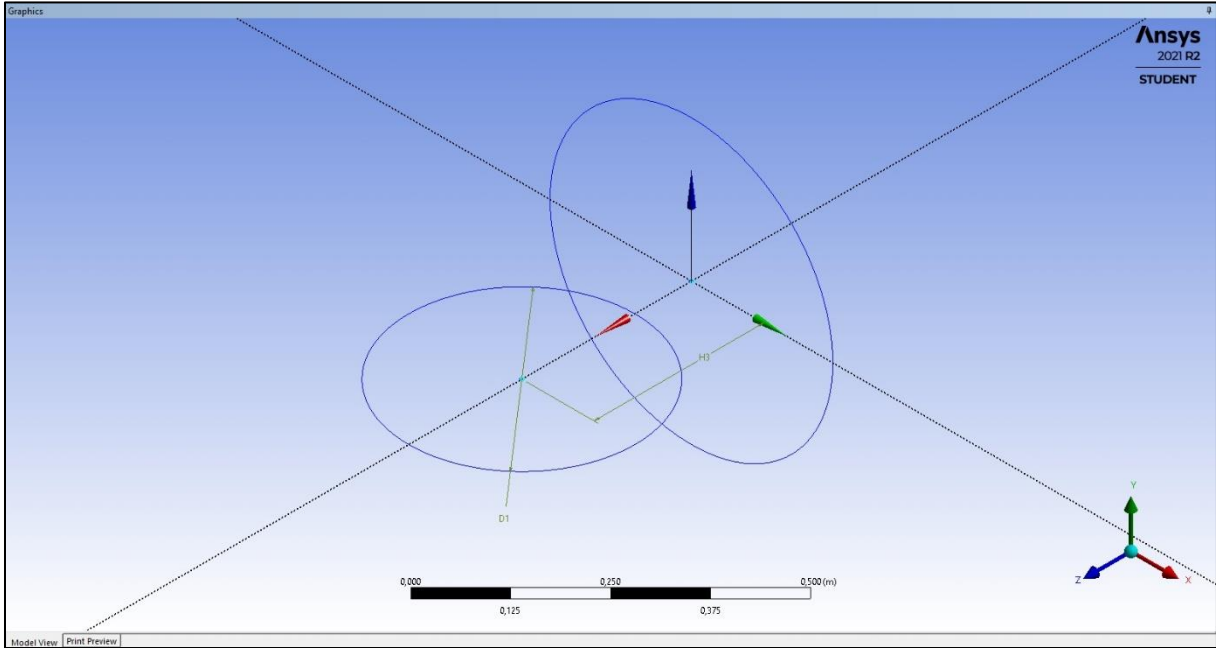 Graphics
Ansys
2021 R2
STUDENT
H3
D1
Y
Z
X
0,000
0,250
0,500 (m)
0,125
0,375
Model View
Print Preview